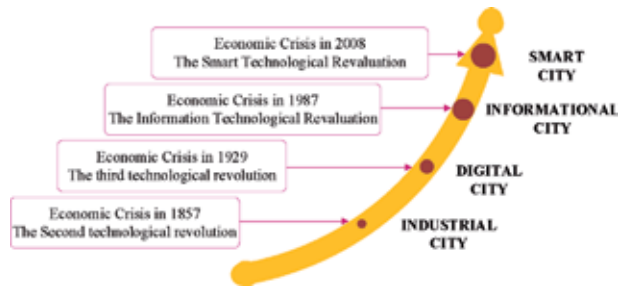 Economic Crisis in 2008
The Smart Technological Revaluation
SMART
CITY
Economic Crisis in 1987
The Information Technological Revaluation
INFORMATIONAL
CITY
Economic Crisis in 1929
The third technological revolution
DIGITAL
CITY
Economic Crisis in 1857
The Second technological revolution
INDUSTRIAL
CITY